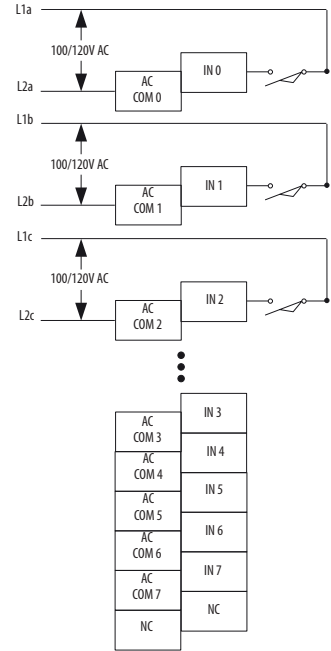 L1a
100/120V AC
IN 0
L2a
AC
COM 0
L1b
100/120V AC
IN 1
L2b
AC
COM 1
L1c
100/120V AC
IN 2
L2c
AC
COM 2
IN 3
AC
COM 3
IN 4
AC
COM 4
IN 5
AC
COM 5
IN 6
AC
COM 6
IN 7
AC
COM 7
NC
NC